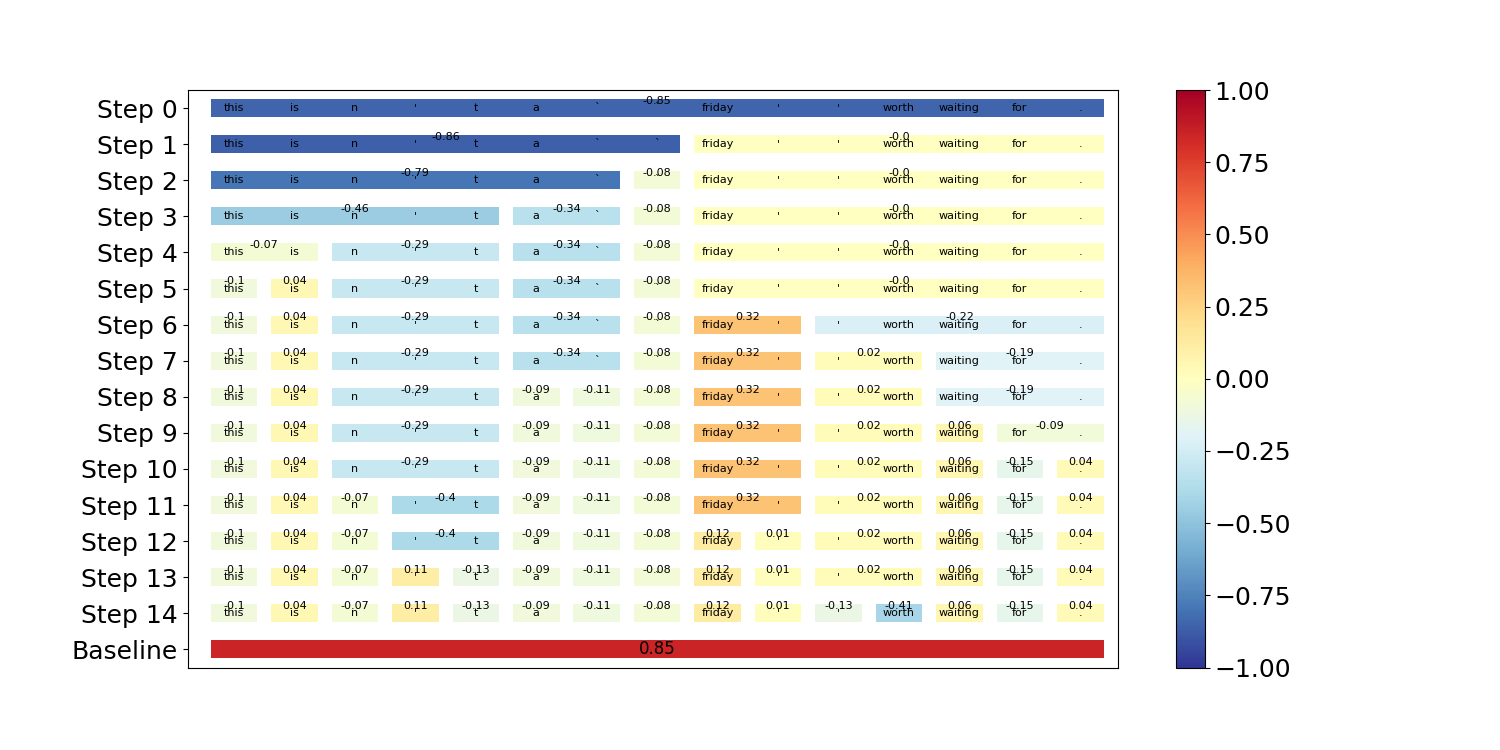 Step 0 this is n ' t a ` ` -0.85 friday ' ' worth waiting for .
Step 1 this is n ' t a ` ` -0.86 friday ' ' worth waiting for . -0.0
Step 2 this is n ' t a ` -0.79 -0.08 friday ' ' worth waiting for . -0.0
Step 3 this is n ' t -0.46 a ` -0.34 -0.08 friday ' ' worth waiting for . -0.0
Step 4 this is -0.07 n ' t -0.29 a ` -0.34 -0.08 friday ' ' worth waiting for . -0.0
Step 5 this -0.1 is 0.04 n ' t -0.29 a ` -0.34 -0.08 friday ' ' worth waiting for . -0.0
Step 6 this -0.1 is 0.04 n ' t -0.29 a ` -0.34 -0.08 friday ' 0.32 ' worth waiting for . -0.22
Step 7 this -0.1 is 0.04 n ' t -0.29 a ` -0.34 -0.08 friday ' 0.32 ' worth 0.02 waiting for . -0.19
Step 8 this -0.1 is 0.04 n ' t -0.29 a -0.09 -0.11 -0.08 friday ' 0.32 ' worth 0.02 waiting for . -0.19
Step 9 this -0.1 is 0.04 n ' t -0.29 a -0.09 -0.11 -0.08 friday ' 0.32 ' worth 0.02 waiting 0.06 for . -0.09
Step 10 this -0.1 is 0.04 n ' t -0.29 a -0.09 -0.11 -0.08 friday ' 0.32 ' worth 0.02 waiting 0.06 for -0.15 . 0.04
Step 11 this -0.1 is 0.04 n -0.07 ' t -0.4 a -0.09 -0.11 -0.08 friday ' 0.32 ' worth 0.02 waiting 0.06 for -0.15 . 0.04
Step 12 this -0.1 is 0.04 n -0.07 ' t -0.4 a -0.09 -0.11 -0.08 friday 0.12 ' 0.01 ' worth 0.02 waiting 0.06 for -0.15 . 0.04
Step 13 this -0.1 is 0.04 n -0.07 ' 0.11 t -0.13 a -0.09 -0.11 -0.08 friday 0.12 ' 0.01 ' worth 0.02 waiting 0.06 for -0.15 . 0.04
Step 14 this -0.1 is 0.04 n -0.07 ' 0.11 t -0.13 a -0.09 -0.11 -0.08 friday 0.12 ' 0.01 ' -0.13 worth -0.41 waiting 0.06 for -0.15 . 0.04
Baseline 0.85
1.00
0.75
0.50
0.25
0.00
−0.25
−0.50
−0.75
−1.00